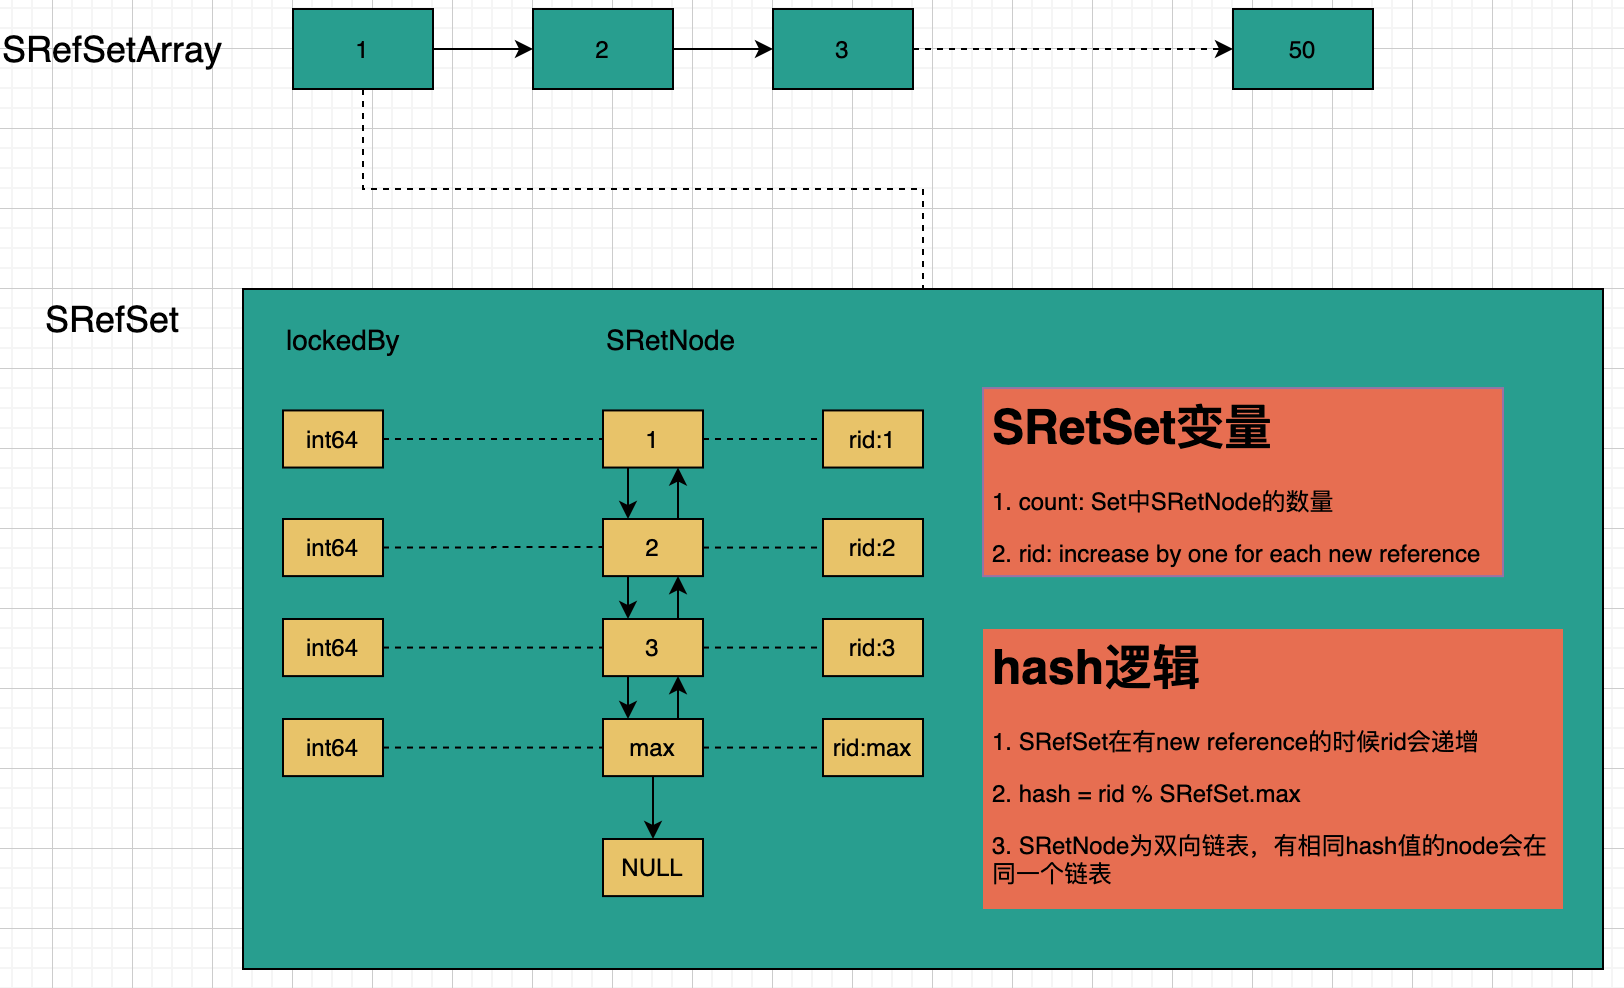 SRefSetArray
1
2
3
50
SRefSet
lockedBy
SRetNode
int64
1
rid:1
int64
2
rid:2
int64
3
rid:3
int64
max
rid:max
NULL
SRetSet变量
1. count: Set中SRetNode的数量
2. rid: increase by one for each new reference
hash逻辑
1. SRefSet在有new reference的时候rid会递增
2. hash = rid % SRefSet.max
3. SRetNode为双向链表，有相同hash值的node会在
同一个链表